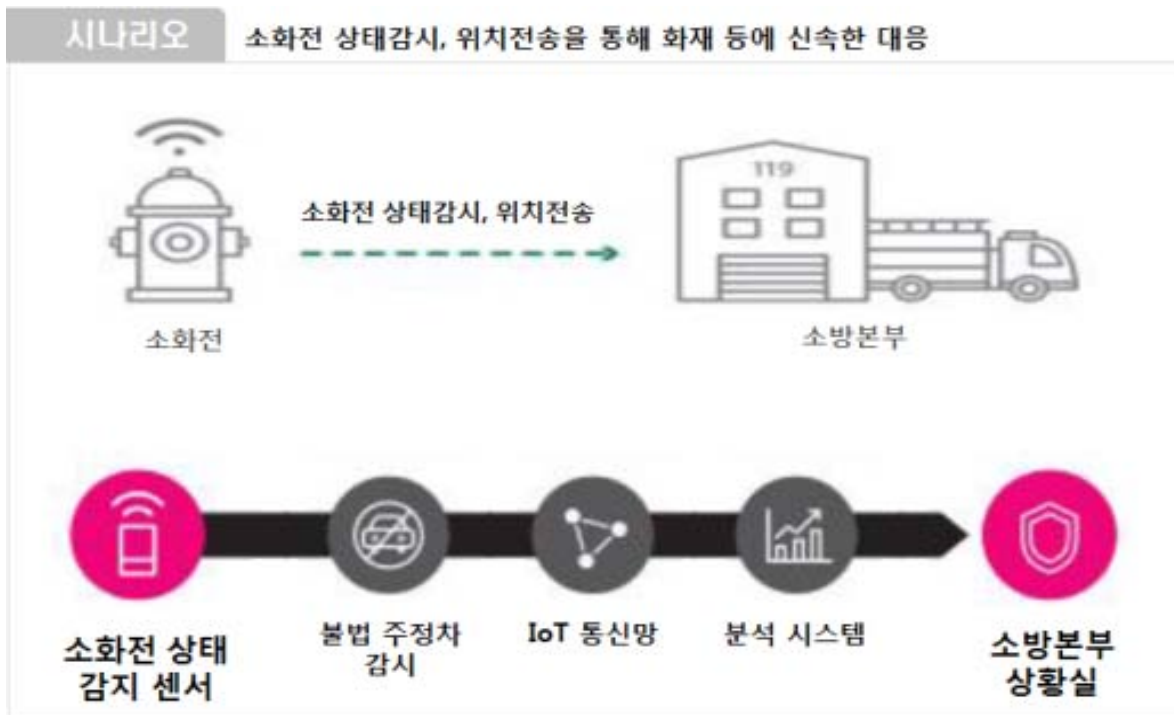 시나리오
소화전 상태감시, 위치전송을 통해 화재 등에 신속한 대응
119
소화전 상태감시, 위치전송
소화전
소방본부
소화전 상태
감지 센서
불법 주정차
감시
IoT 통신망
분석 시스템
소방본부
상황실